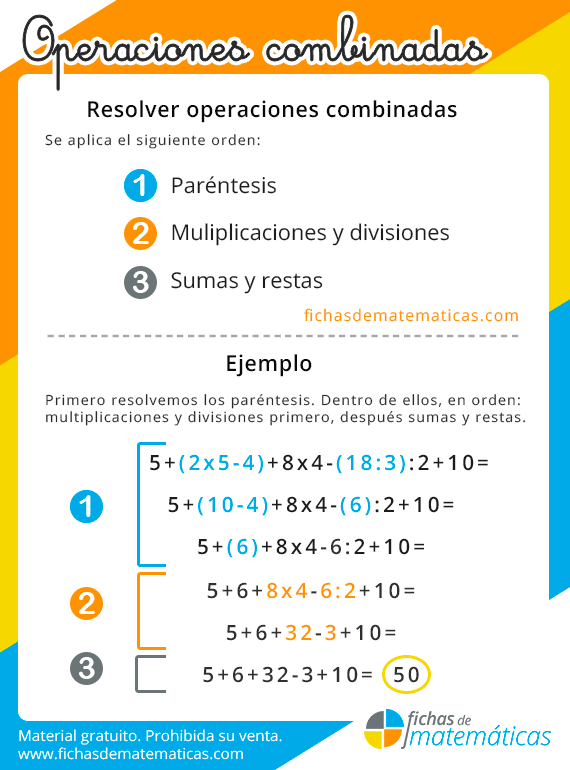 Operaciones combinadas
Resolver operaciones combinadas
Se aplica el siguiente orden:
1 Paréntesis
2 Muliplicaciones y divisiones
3 Sumas y restas
fichasdematematicas.com
Ejemplo
Primero resolvemos los paréntesis. Dentro de ellos, en orden:
multiplicaciones y divisiones primero, después sumas y restas.
5+(2x5-4)+8x4-(18:3):2+10=
1 5+(10-4)+8x4-(6):2+10=
5+(6)+8x4-6:2+10=
5+6+8x4-6:2+10=
2
5+6+32-3+10=
3 5+6+32-3+10= 50
Material gratuito. Prohibida su venta.
www.fichasdematematicas.com
fichas de
matemáticas